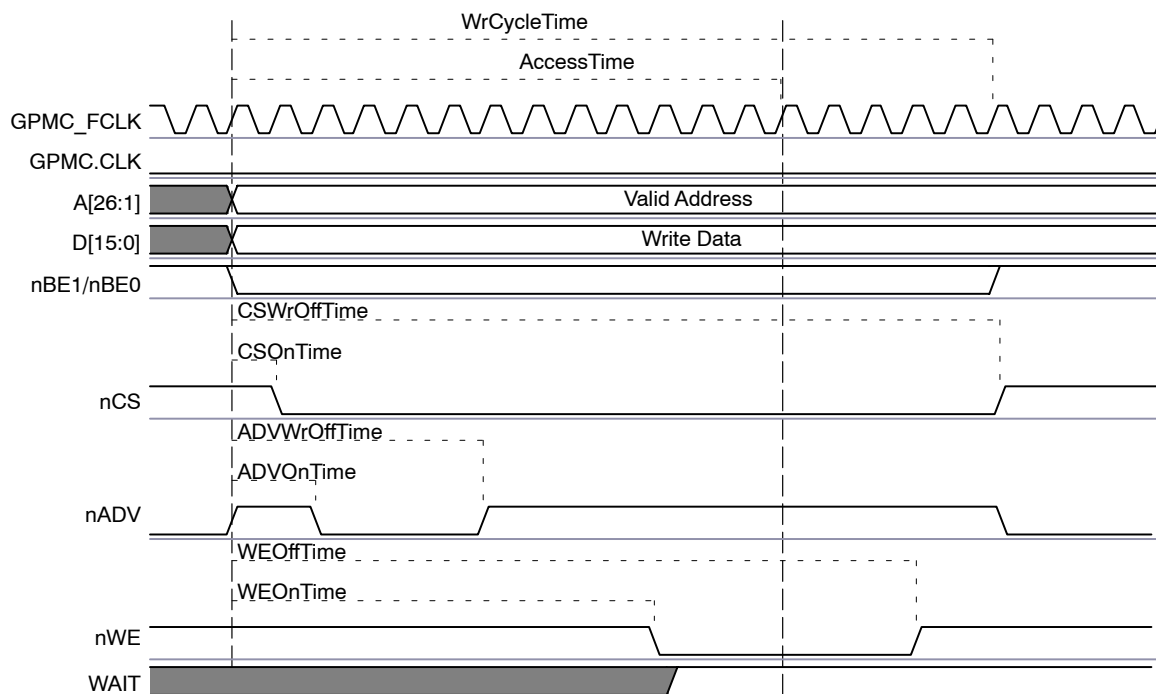 WrCycleTime
AccessTime
GPMC_FCLK
GPMC.CLK
A[26:1] Valid Address
D[15:0] Write Data
nBE1/nBE0
CSWrOffTime
CSOnTime
nCS
ADVWrOffTime
ADVOnTime
nADV
WEOffTime
WEOnTime
nWE
WAIT